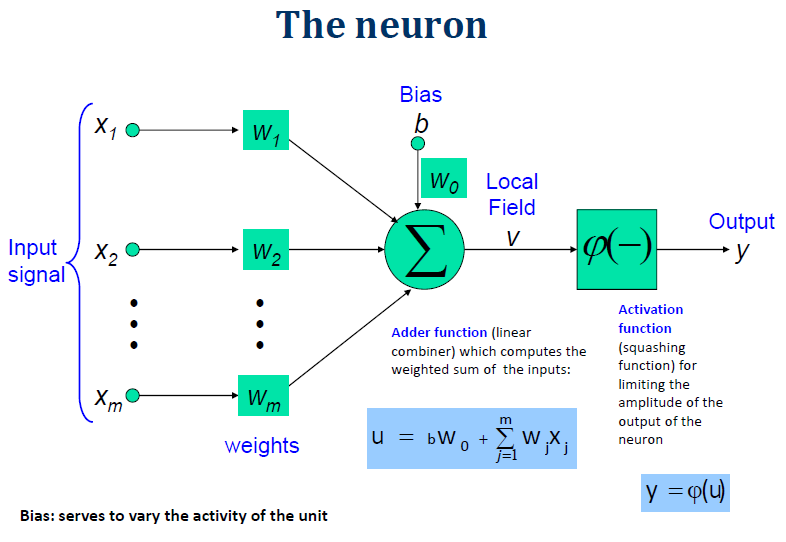 The neuron
Bias
b
x1
w1
w0
Local
Field
v
Input
signal
x2
w2
Σ
φ(−)
Output
y
xm
wm
weights
Adder function (linear
combiner) which computes the
weighted sum of the inputs:
u = bw0 + Σ wjxj
m
j=1
Activation
function
(squashing
function) for
limiting the
amplitude of the
output of the
neuron
y = φ(u)
Bias: serves to vary the activity of the unit